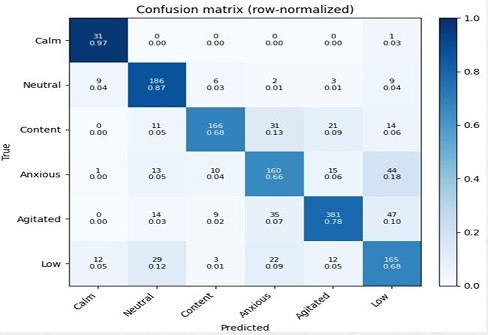 Confusion matrix (row-normalized)
Calm 31 0 0 0 0 1
0.97 0.00 0.00 0.00 0.00 0.03
Neutral 9 186 6 2 3 9
0.04 0.87 0.03 0.01 0.01 0.04
Content 0 11 166 31 21 14
0.00 0.05 0.68 0.13 0.09 0.06
Anxious 1 13 10 160 15 44
0.00 0.05 0.04 0.66 0.06 0.18
Agitated 0 14 9 35 381 47
0.00 0.03 0.02 0.07 0.78 0.10
Low 12 29 3 22 12 165
0.05 0.12 0.01 0.09 0.05 0.68
Calm Neutral Content Anxious Agitated Low
Predicted
True
1.0
0.8
0.6
0.4
0.2
0.0